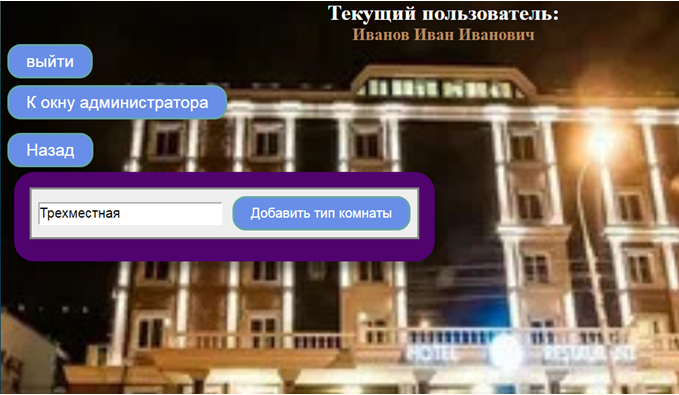 Текущий пользователь:
Иванов Иван Иванович
выйти
К окну администратора
Назад
Трехместная
Добавить тип комнаты
HOTEL
RESTAURANT